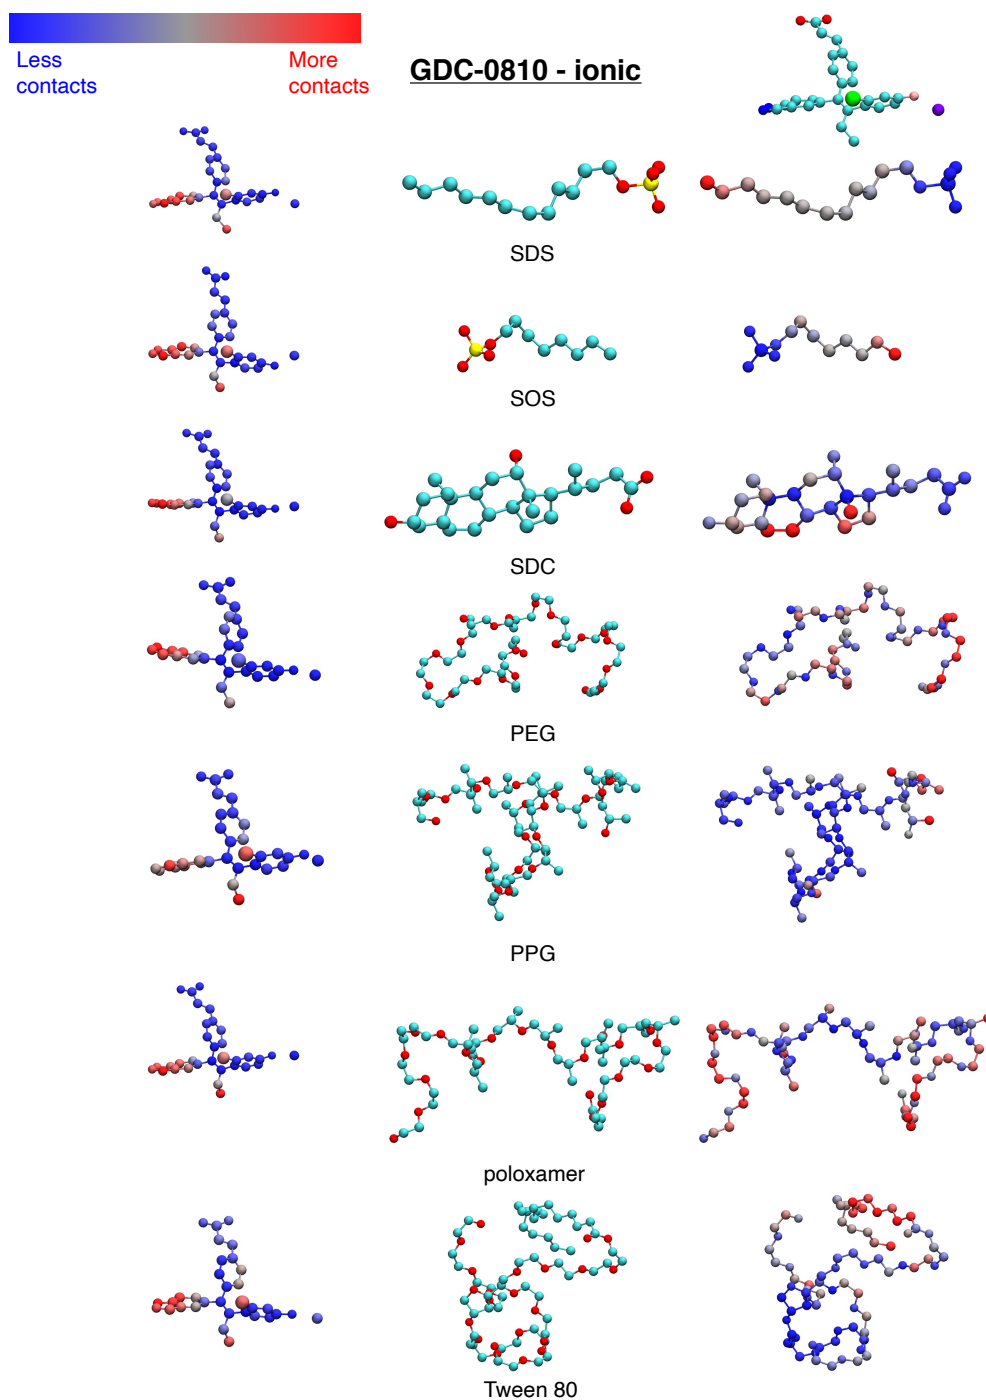 Less
contacts
More
contacts
GDC-0810 - ionic
SDS
SOS
SDC
PEG
PPG
poloxamer
Tween 80